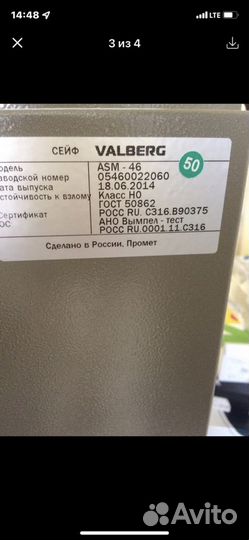 14:48
LTE
3 из 4
СЕЙФ VALBERG
одель ASM - 46
50
аводской номер 05460022060
ата выпуска 18.06.2014
стойчивость к взлому Класс H0
ГОСТ 50862
Сертификат РОСС RU. С316.В90375
ОС АНО Вымпел - тест
РОСС RU.0001 11 С316
Сделано в России, Промет
Avito